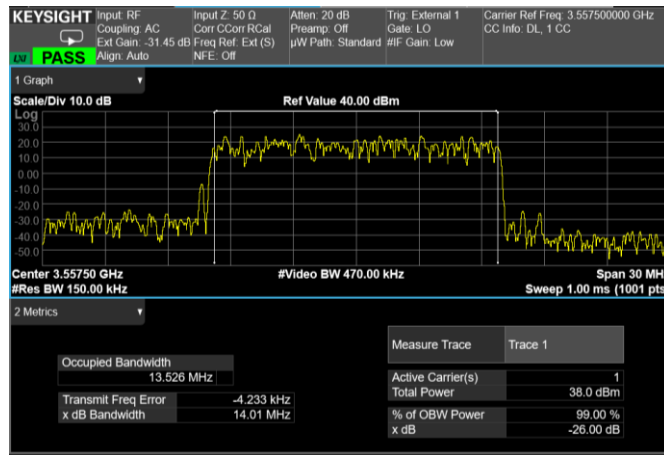 KEYSIGHT Input: RF Input Z: 50 Ω Atten: 20 dB Trig: External 1 Carrier Ref Freq: 3.557500000 GHz
Coupling: AC Corr CCorr RCal Preamp: Off Gate: LO CC Info: DL, 1 CC
Ext Gain: -31.45 dB Freq Ref: Ext (S) µW Path: Standard #IF Gain: Low
LXI PASS Align: Auto NFE: Off
1 Graph
Scale/Div 10.0 dB Ref Value 40.00 dBm
Log
30.0
20.0
10.0
0.00
-10.0
-20.0
-30.0
-40.0
-50.0
Center 3.55750 GHz #Video BW 470.00 kHz Span 30 MH
#Res BW 150.00 kHz Sweep 1.00 ms (1001 pts
2 Metrics
Measure Trace Trace 1
Occupied Bandwidth
13.526 MHz
Active Carrier(s) 1
Total Power 38.0 dBm
Transmit Freq Error -4.233 kHz
x dB Bandwidth 14.01 MHz
% of OBW Power 99.00 %
x dB -26.00 dB